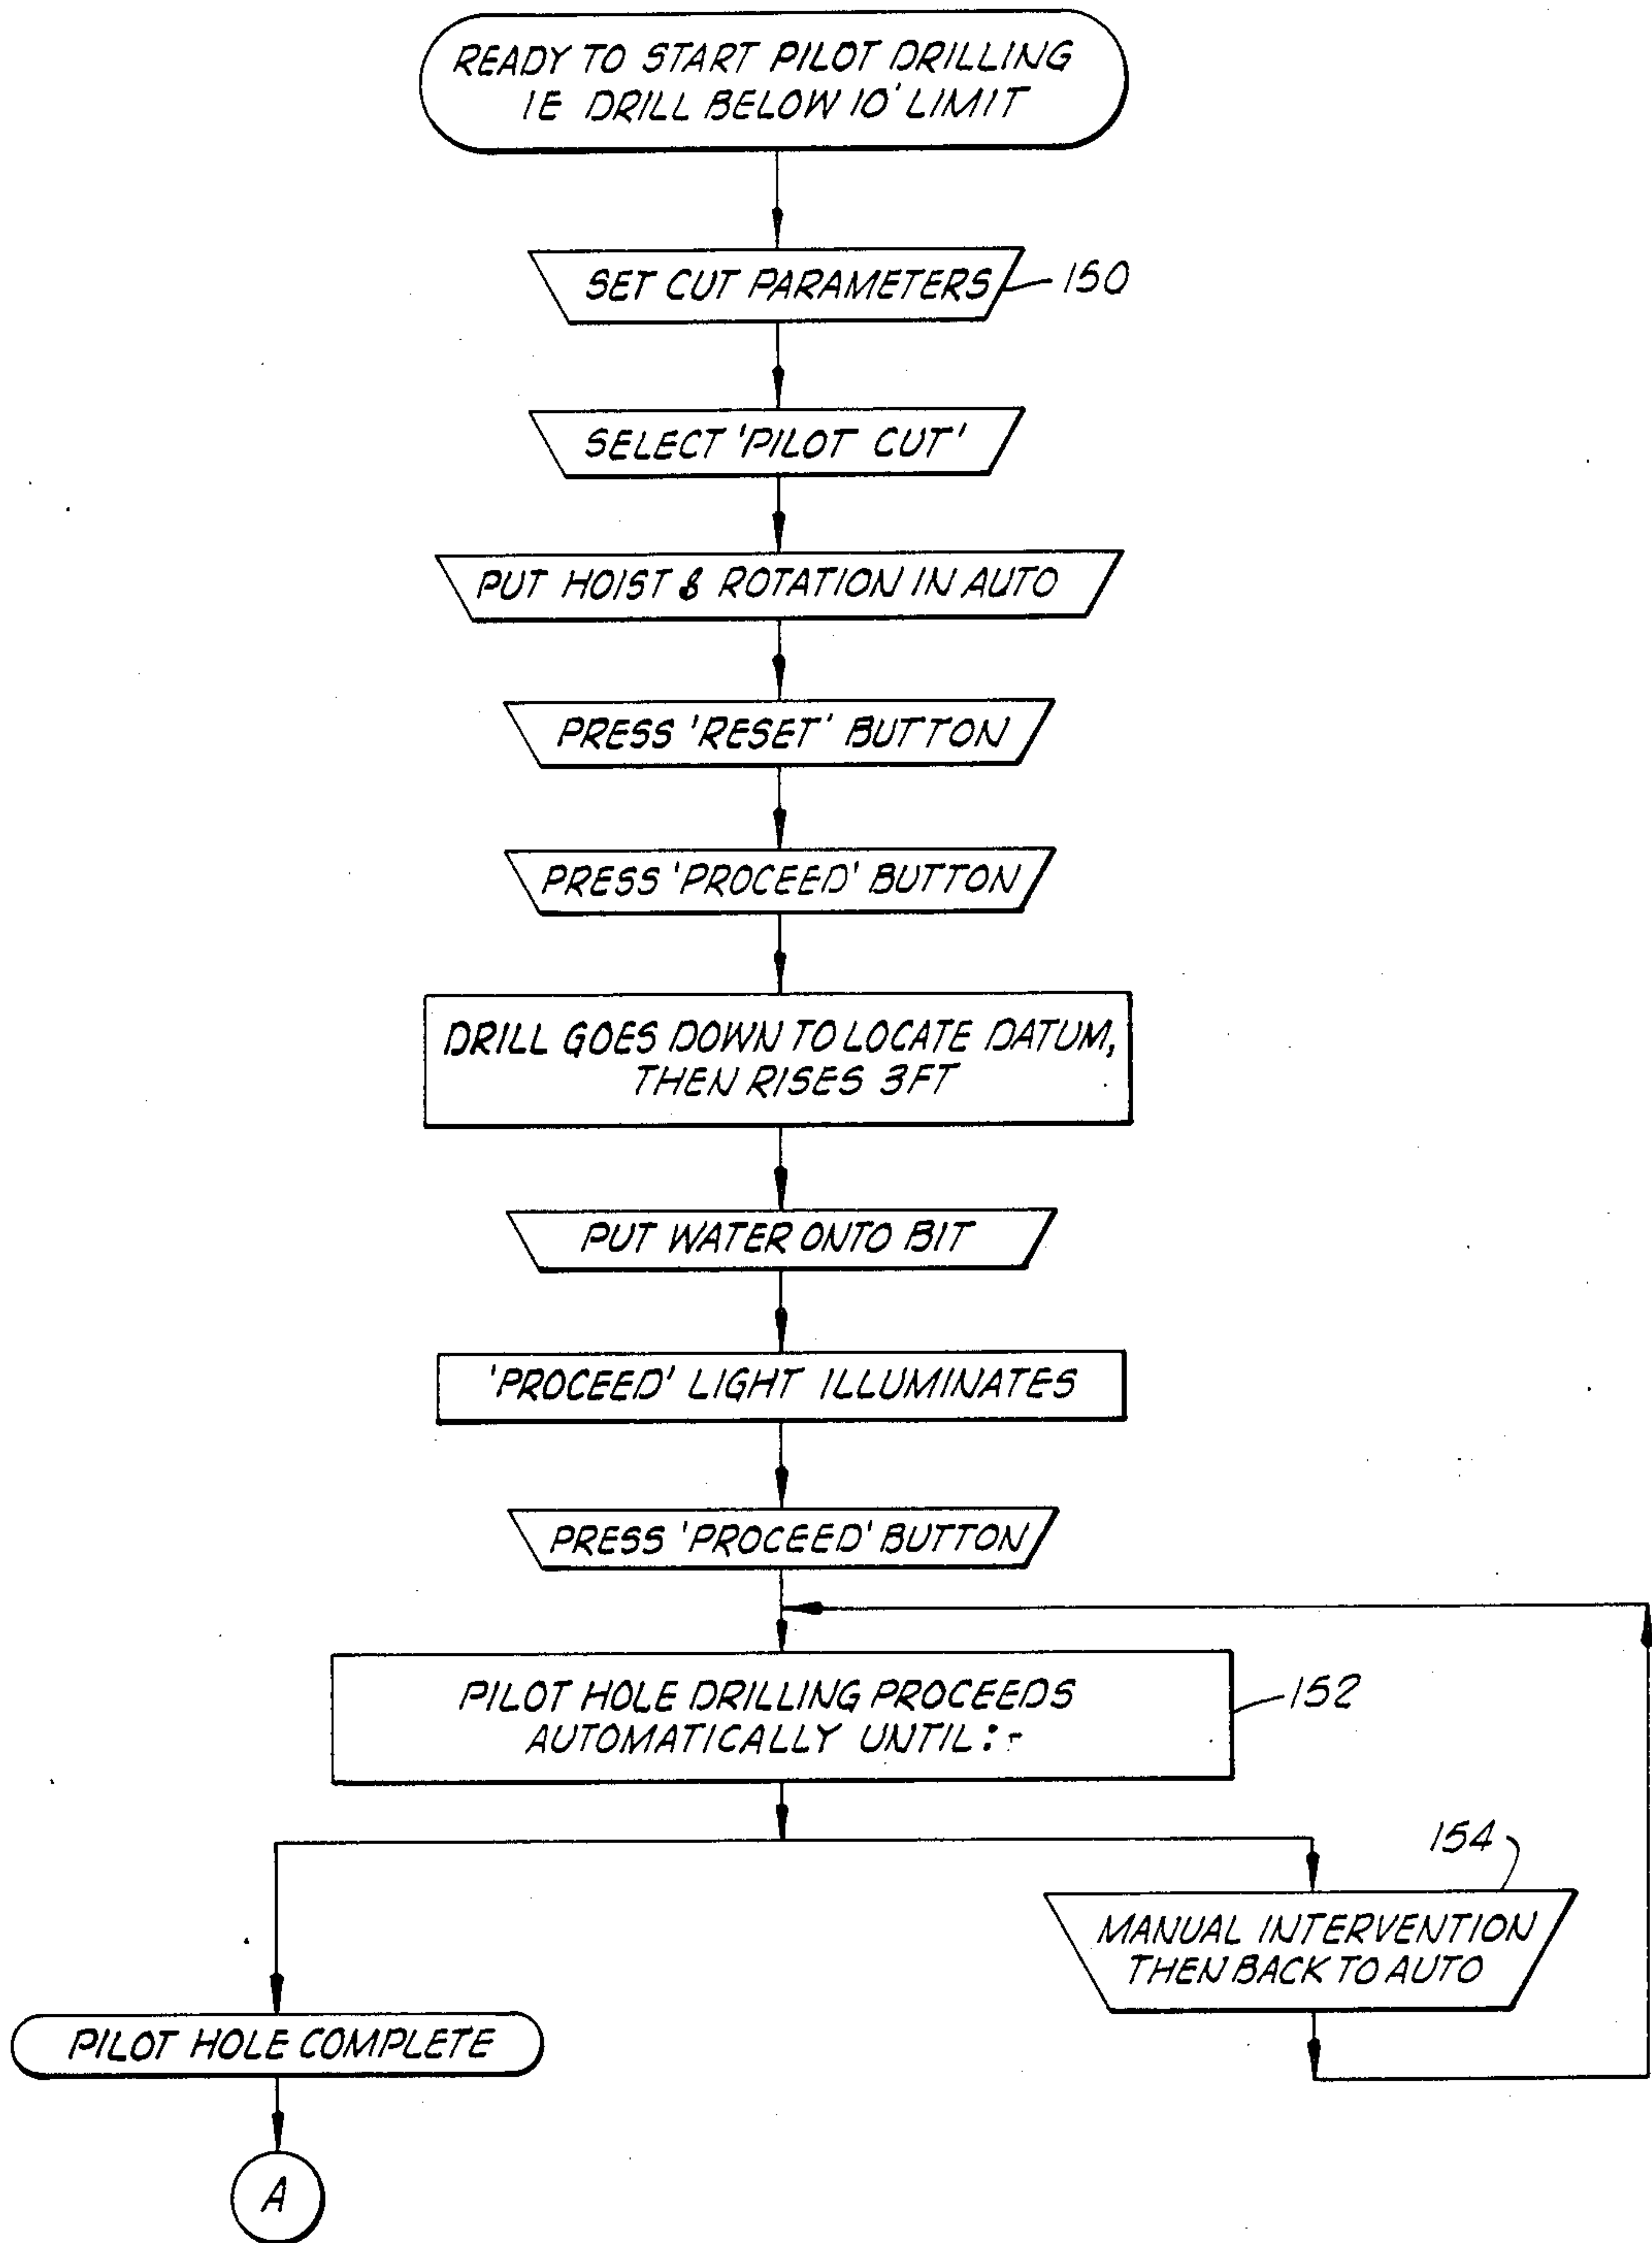 READY TO START PILOT DRILLING
IE DRILL BELOW 10' LIMIT
SET CUT PARAMETERS
150
SELECT 'PILOT CUT'
PUT HOIST & ROTATION IN AUTO
PRESS 'RESET' BUTTON
PRESS 'PROCEED' BUTTON
DRILL GOES DOWN TO LOCATE DATUM,
THEN RISES 3FT
PUT WATER ONTO BIT
'PROCEED' LIGHT ILLUMINATES
PRESS 'PROCEED' BUTTON
PILOT HOLE DRILLING PROCEEDS
AUTOMATICALLY UNTIL:-
152
154
MANUAL INTERVENTION
THEN BACK TO AUTO
PILOT HOLE COMPLETE
A